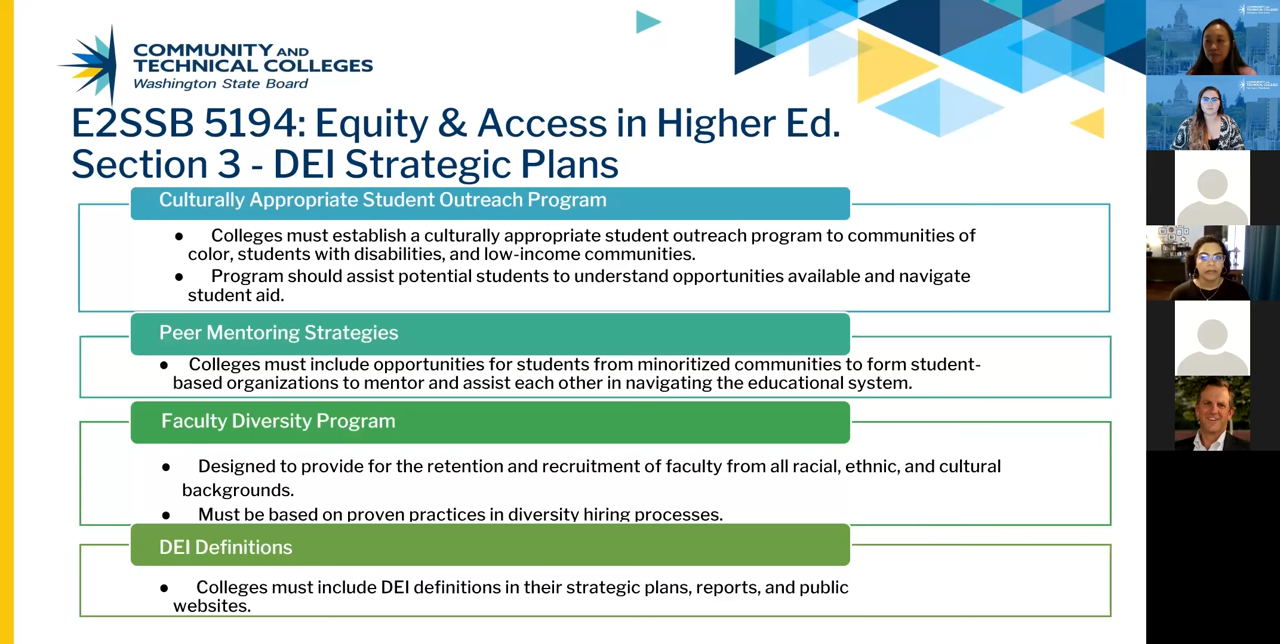 COMMUNITY AND
TECHNICAL COLLEGES
Washington State Board
E2SSB 5194: Equity & Access in Higher Ed.
Section 3 - DEI Strategic Plans
Culturally Appropriate Student Outreach Program
● Colleges must establish a culturally appropriate student outreach program to communities of
color, students with disabilities, and low-income communities.
● Program should assist potential students to understand opportunities available and navigate
student aid.
Peer Mentoring Strategies
● Colleges must include opportunities for students from minoritized communities to form student-
based organizations to mentor and assist each other in navigating the educational system.
Faculty Diversity Program
● Designed to provide for the retention and recruitment of faculty from all racial, ethnic, and cultural
backgrounds.
● Must be based on proven practices in diversity hiring processes.
DEI Definitions
● Colleges must include DEI definitions in their strategic plans, reports, and public
websites.